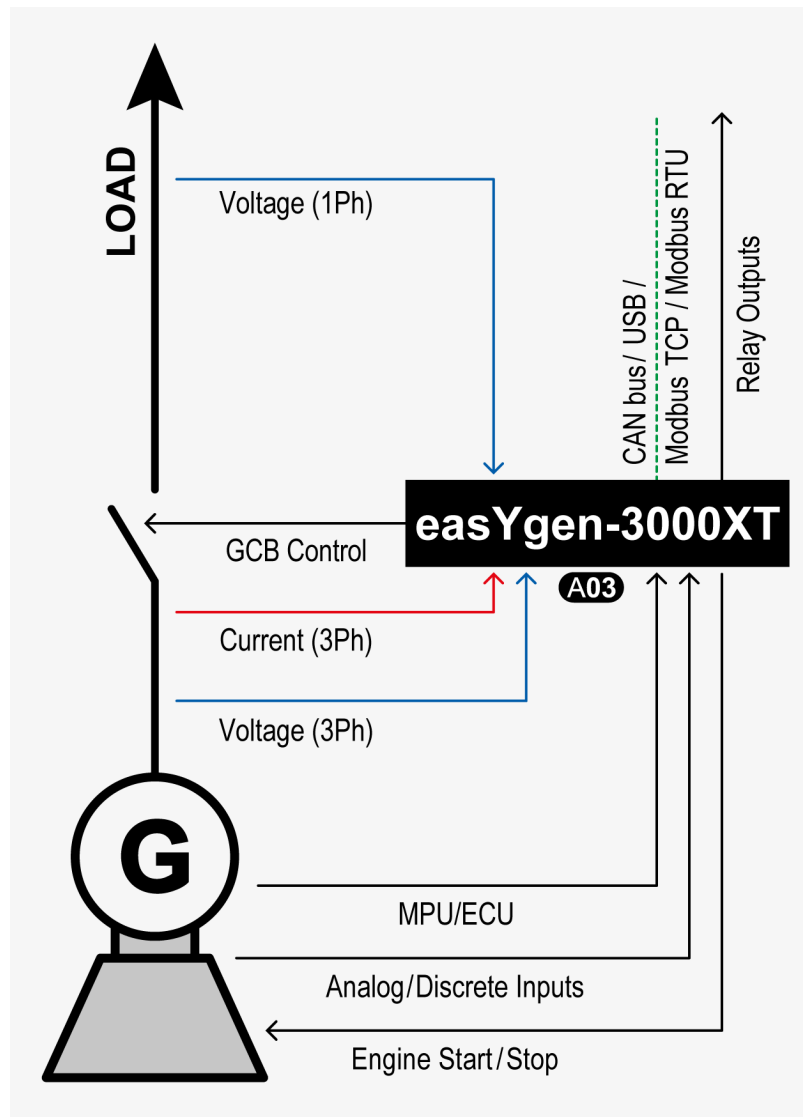 LOAD
Voltage (1Ph)
CAN bus/ USB /
Modbus TCP / Modbus RTU
Relay Outputs
easYgen-3000XT
GCB Control
A03
Current (3Ph)
Voltage (3Ph)
G
MPU/ECU
Analog/Discrete Inputs
Engine Start/Stop